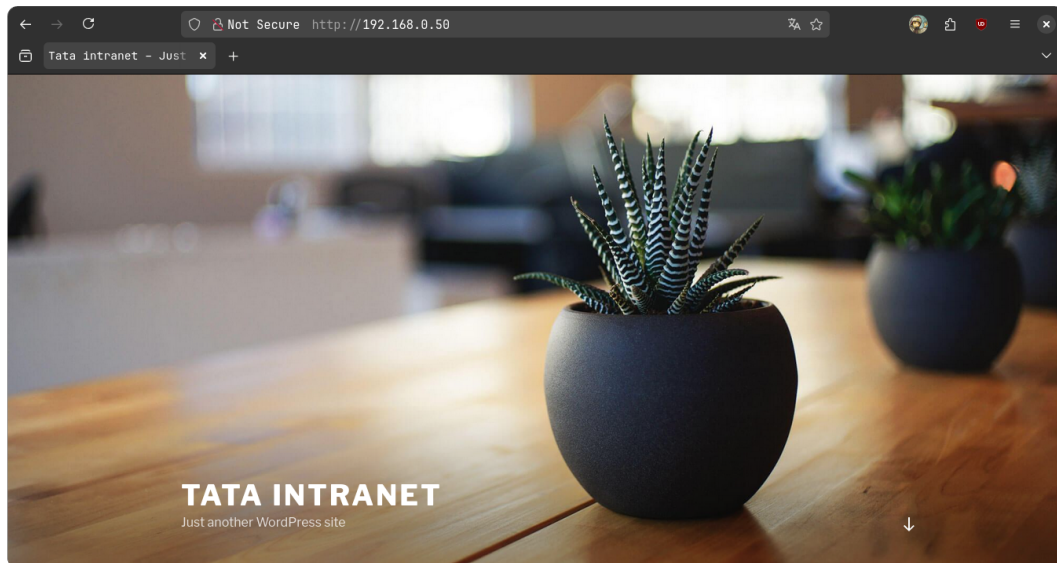 Not Secure http://192.168.0.50
Tata intranet – Just
TATA INTRANET
Just another WordPress site